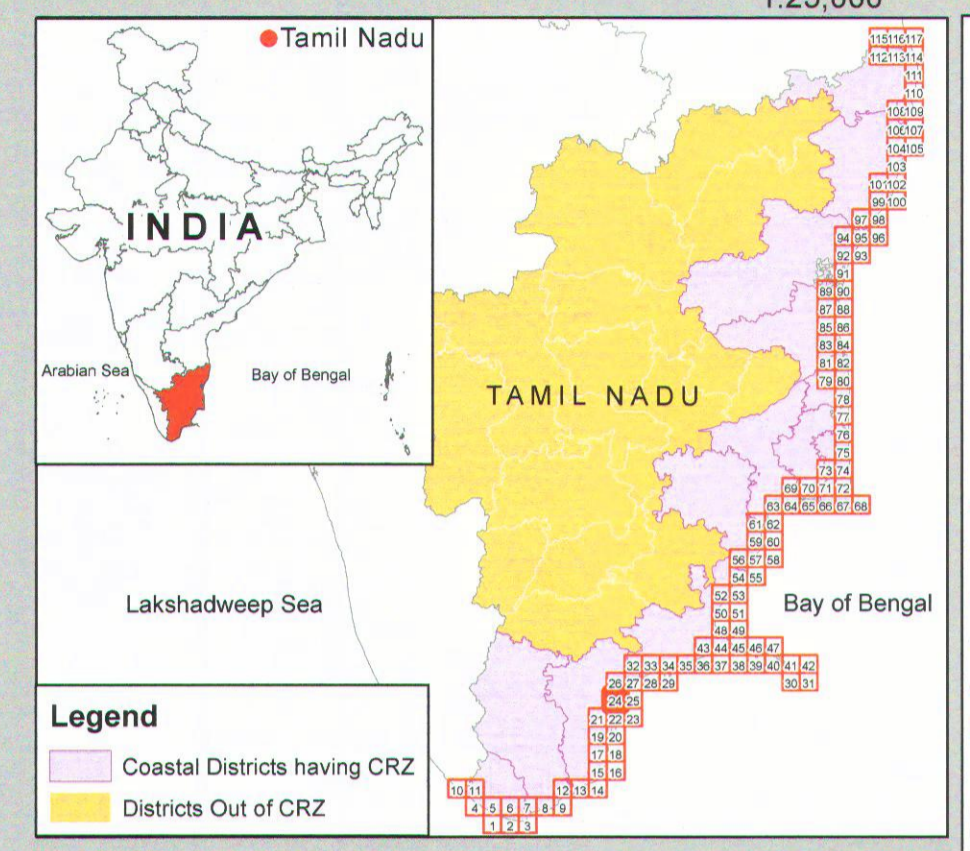 1:25,000
Tamil Nadu
INDIA
Arabian Sea
Bay of Bengal
TAMIL NADU
Lakshadweep Sea
Bay of Bengal
115 116 117
112 113 114
111
110
108 109
106 107
104 105
103
101 102
99 100
97 98
94 95 96
92 93
91
89 90
87 88
85 86
83 84
81 82
79 80
78
77
76
75
73 74
69 70 71 72
63 64 65 66 67 68
61 62
59 60
56 57 58
54 55
52 53
50 51
48 49
43 44 45 46 47
32 33 34 35 36 37 38 39 40 41 42
26 27 28 29 30 31
24 25
21 22 23
19 20
17 18
15 16
10 11 12 13 14
4 5 6 7 8 9
1 2 3
Legend
Coastal Districts having CRZ
Districts Out of CRZ